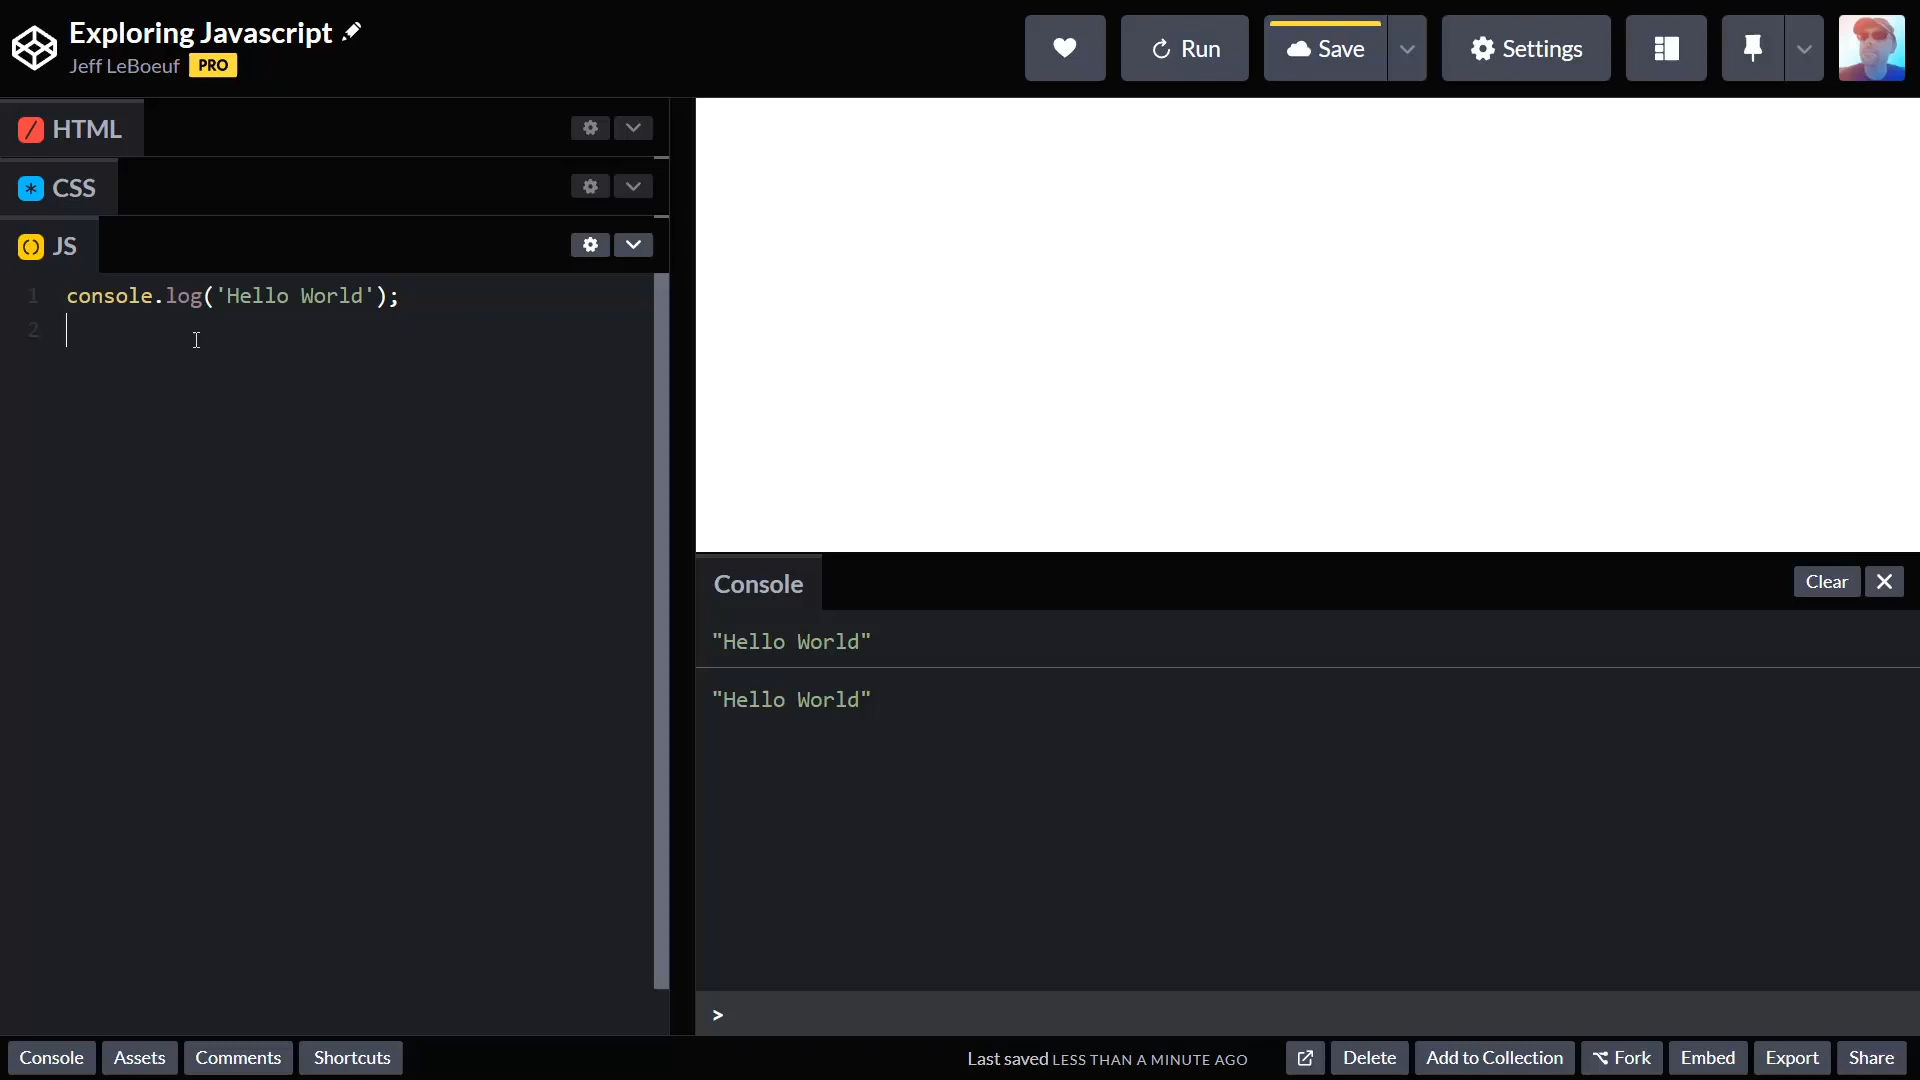 Exploring Javascript
Jeff LeBoeuf PRO
Run
Save
Settings
HTML
CSS
JS
1 console.log('Hello World');
2
Console
Clear
"Hello World"
"Hello World"
>
Console Assets Comments Shortcuts
Last saved LESS THAN A MINUTE AGO
Delete Add to Collection Fork Embed Export Share